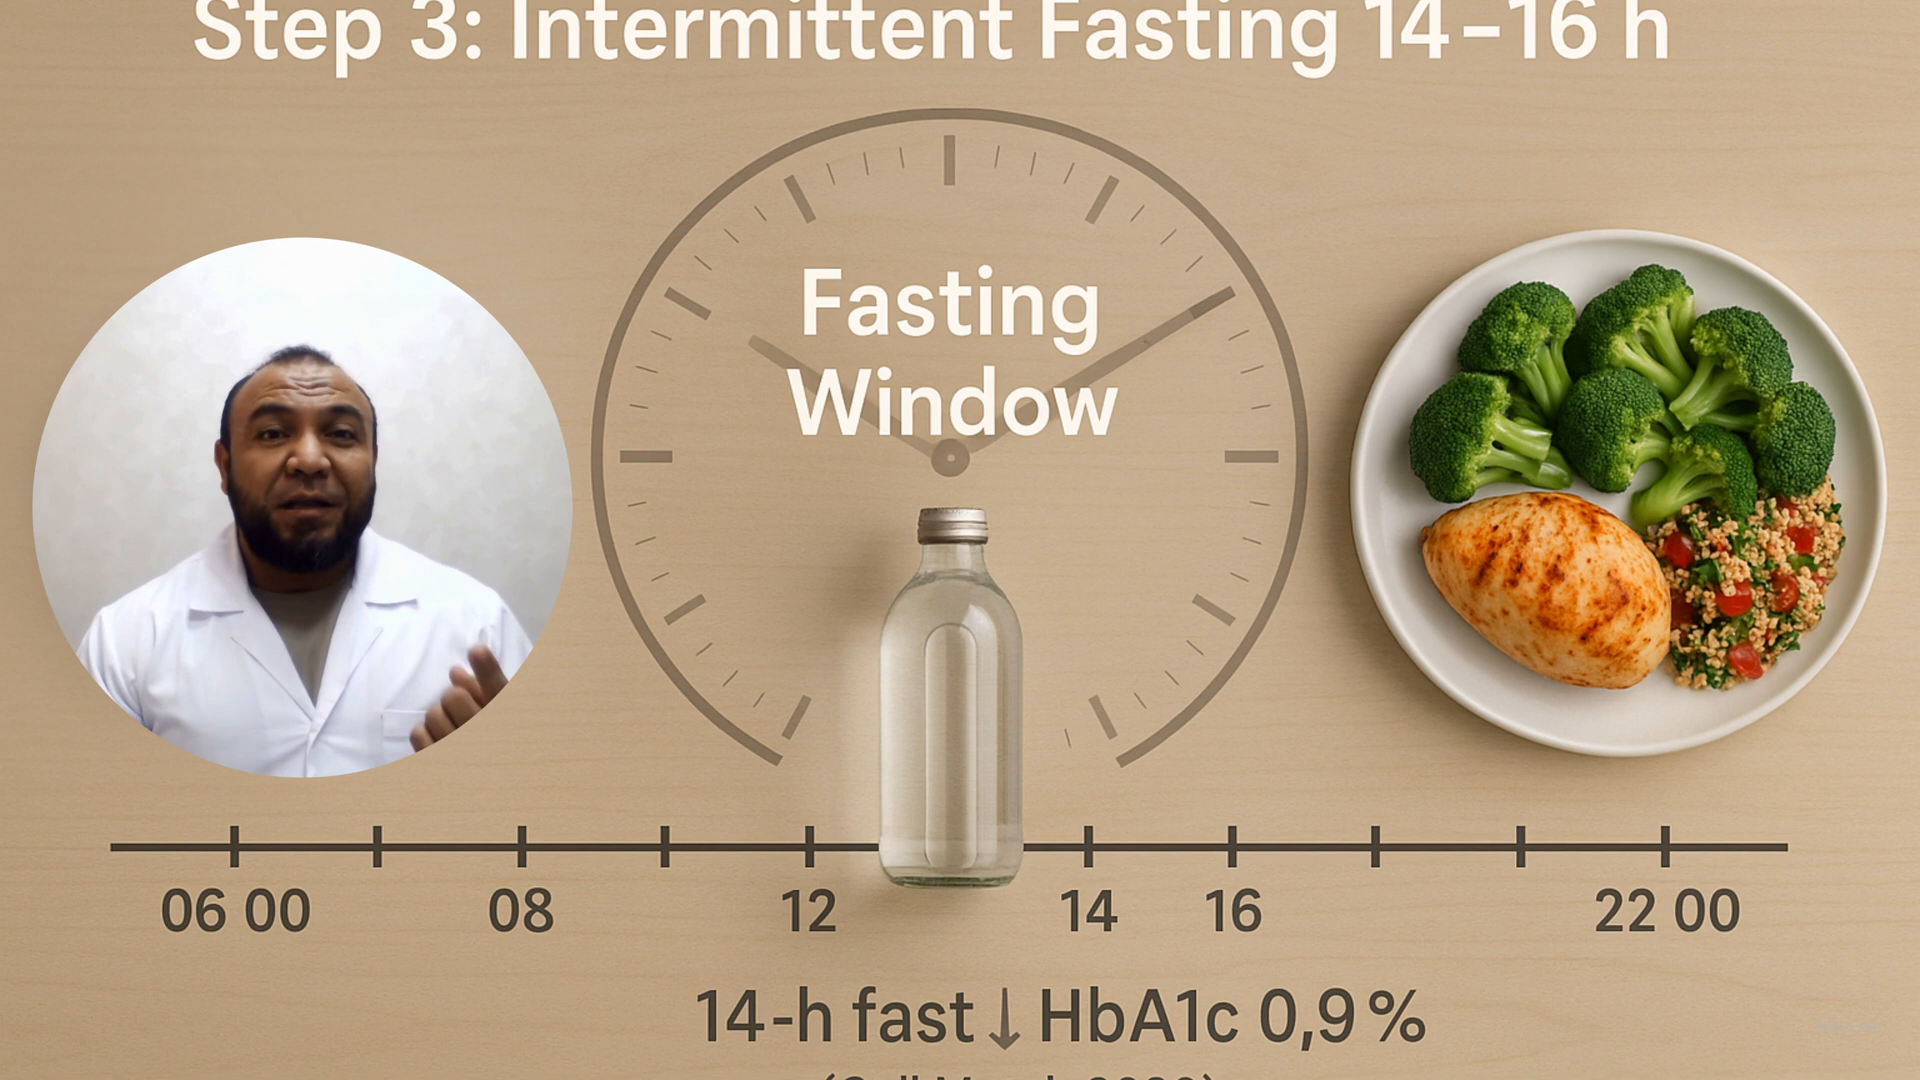 Step 3: Intermittent Fasting 14–16 h
Fasting
Window
06 00 08 12 14 16 22 00
14-h fast ↓ HbA1c 0,9 %